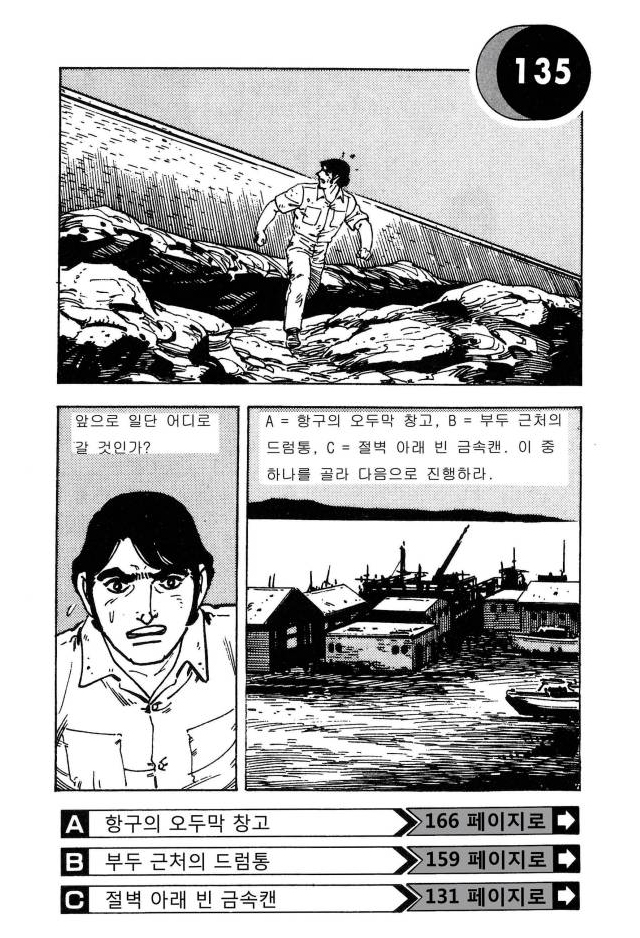 135
앞으로 일단 어디로
갈 것인가?
A = 항구의 오두막 창고, B = 부두 근처의
드럼통, C = 절벽 아래 빈 금속캔. 이 중
하나를 골라 다음으로 진행하라.
A 항구의 오두막 창고 166 페이지로
B 부두 근처의 드럼통 159 페이지로
C 절벽 아래 빈 금속캔 131 페이지로